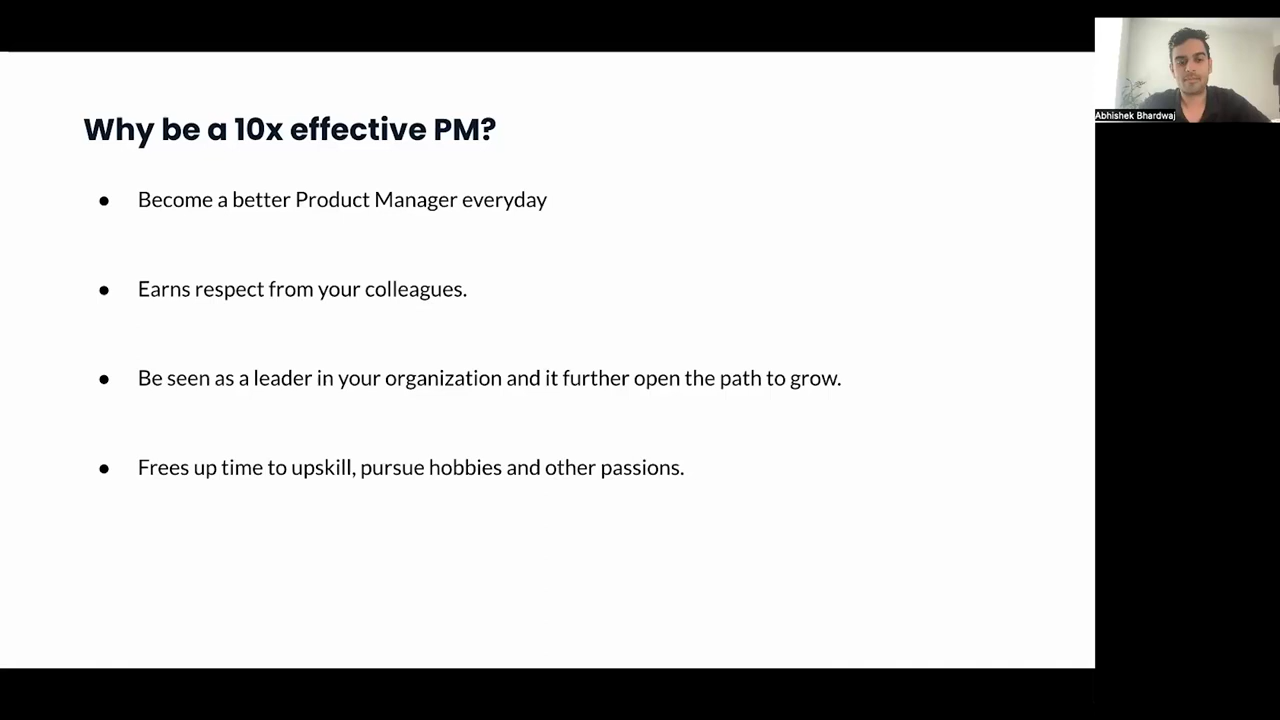 Why be a 10x effective PM?
● Become a better Product Manager everyday
● Earns respect from your colleagues.
● Be seen as a leader in your organization and it further open the path to grow.
● Frees up time to upskill, pursue hobbies and other passions.
Abhishek Bhardwaj